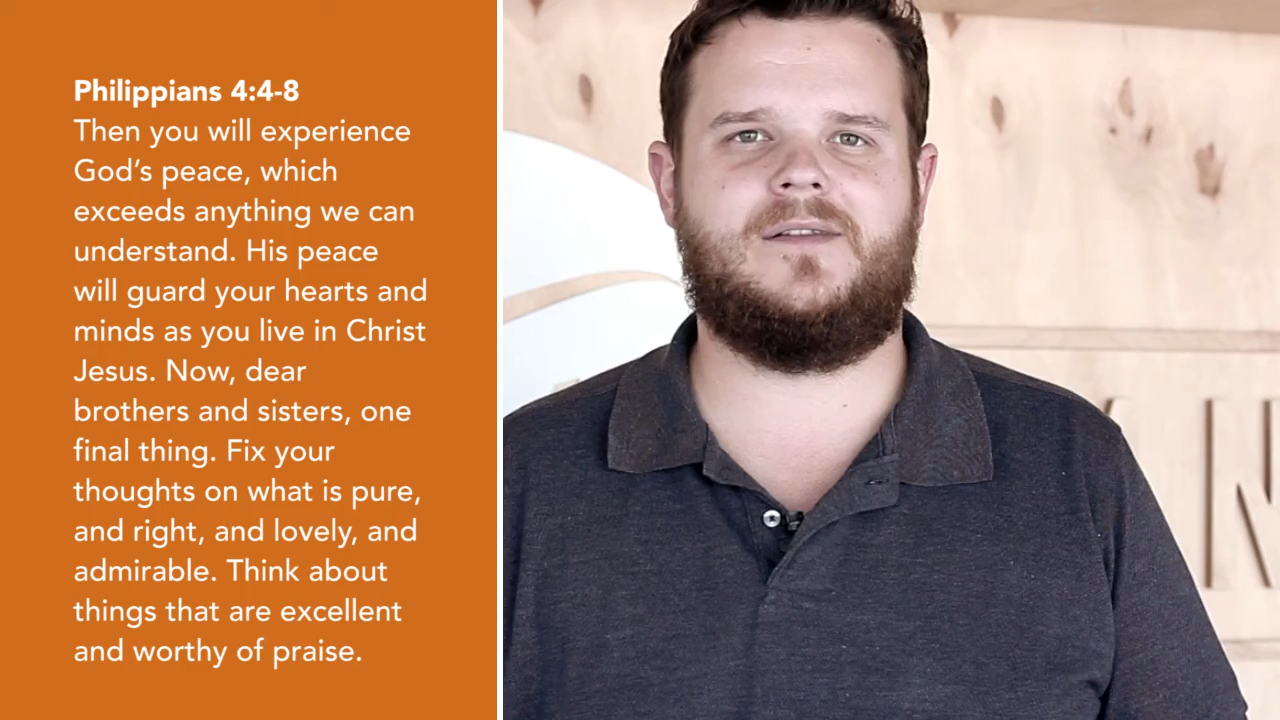 Philippians 4:4-8
Then you will experience
God’s peace, which
exceeds anything we can
understand. His peace
will guard your hearts and
minds as you live in Christ
Jesus. Now, dear
brothers and sisters, one
final thing. Fix your
thoughts on what is pure,
and right, and lovely, and
admirable. Think about
things that are excellent
and worthy of praise.